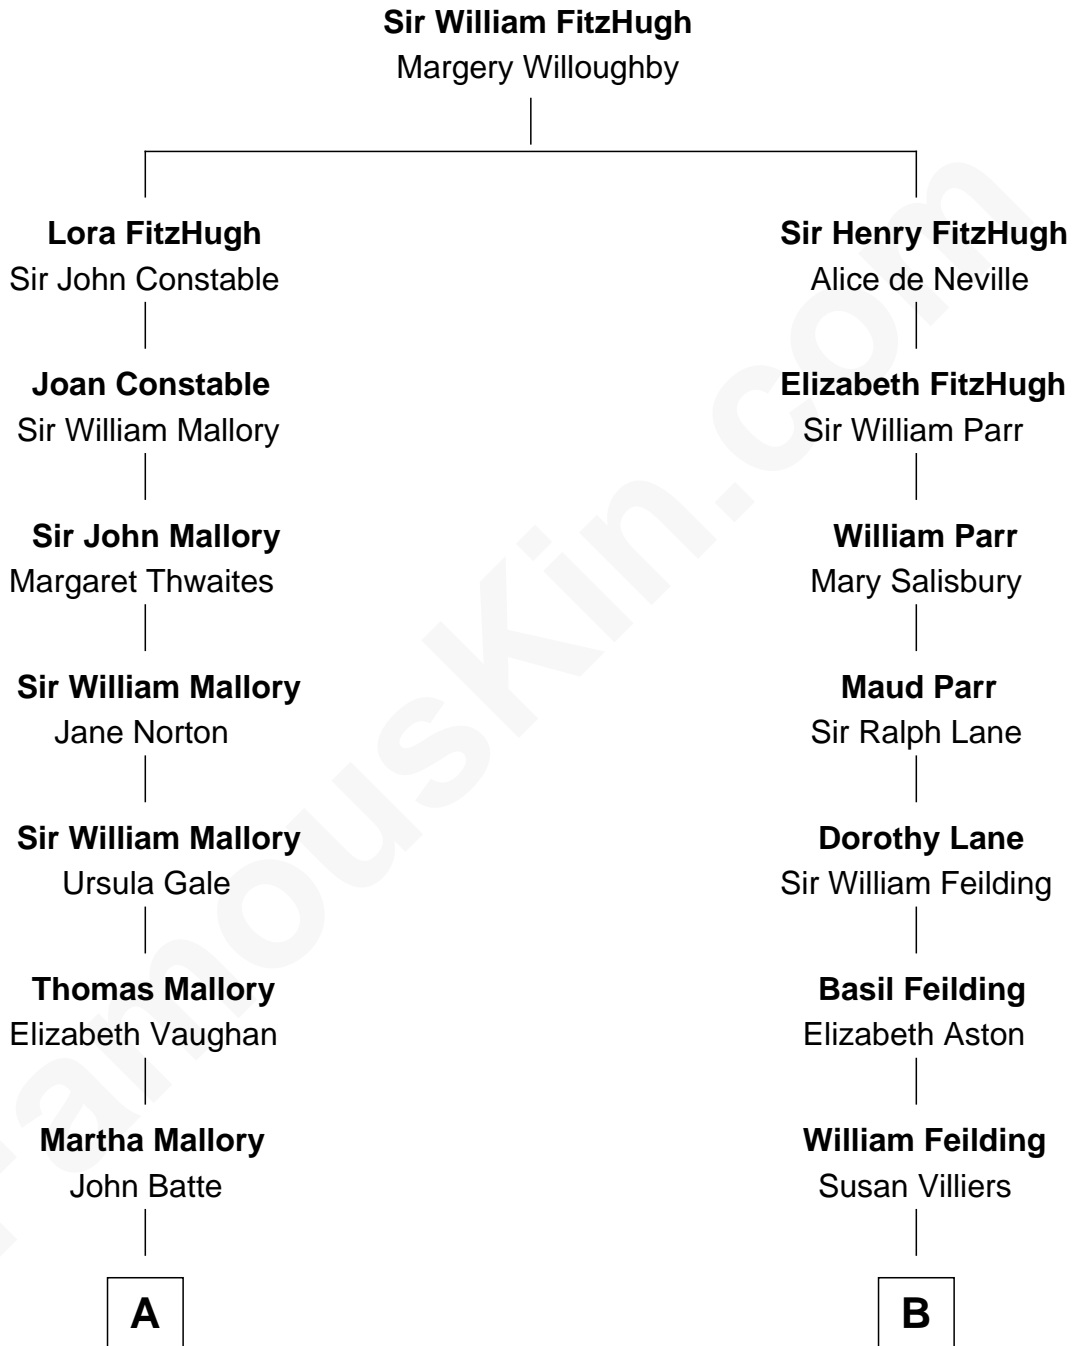 Sir William FitzHugh
Margery Willoughby
Lora FitzHugh
Sir John Constable
Sir Henry FitzHugh
Alice de Neville
Joan Constable
Sir William Mallory
Elizabeth FitzHugh
Sir William Parr
Sir John Mallory
Margaret Thwaites
William Parr
Mary Salisbury
Sir William Mallory
Jane Norton
Maud Parr
Sir Ralph Lane
Sir William Mallory
Ursula Gale
Dorothy Lane
Sir William Feilding
Thomas Mallory
Elizabeth Vaughan
Basil Feilding
Elizabeth Aston
Martha Mallory
John Batte
William Feilding
Susan Villiers
A
B
FamousKin.com